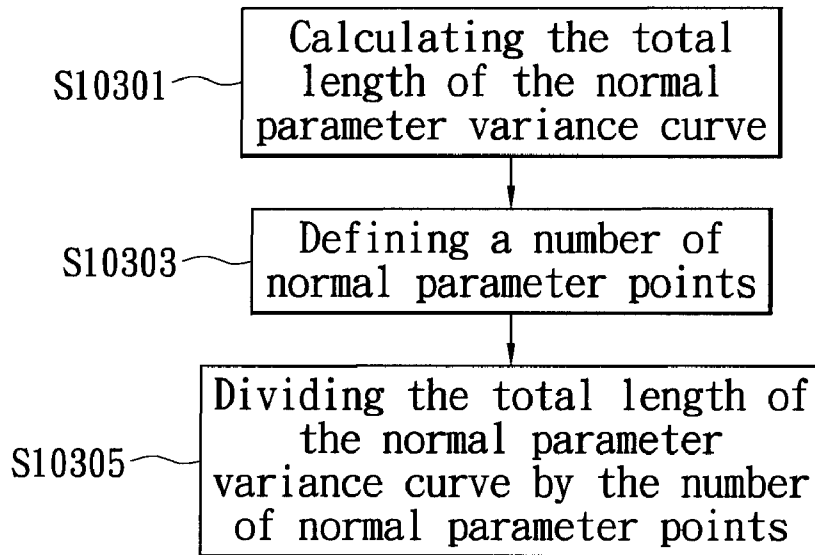 Calculating the total
S10301
length of the normal
parameter variance curve
Defining a number of
S10303
normal parameter points
Dividing the total length of
the normal parameter
S10305
variance curve by the number
of normal parameter points